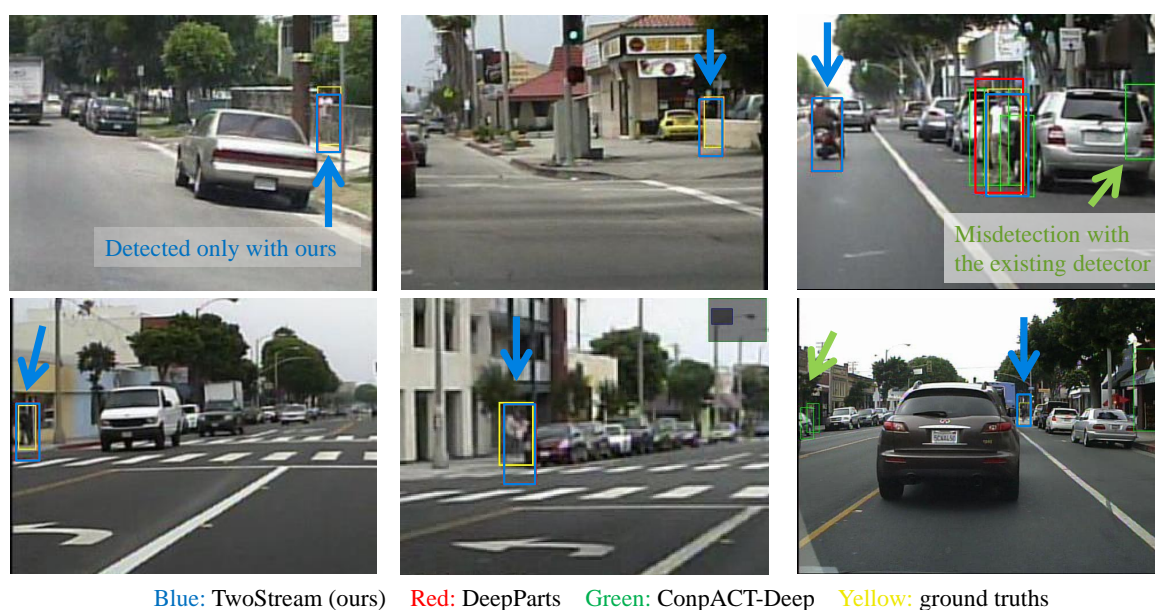 Detected only with ours
Misdetection with
the existing detector
Blue: TwoStream (ours) Red: DeepParts Green: ConpACT-Deep Yellow: ground truths